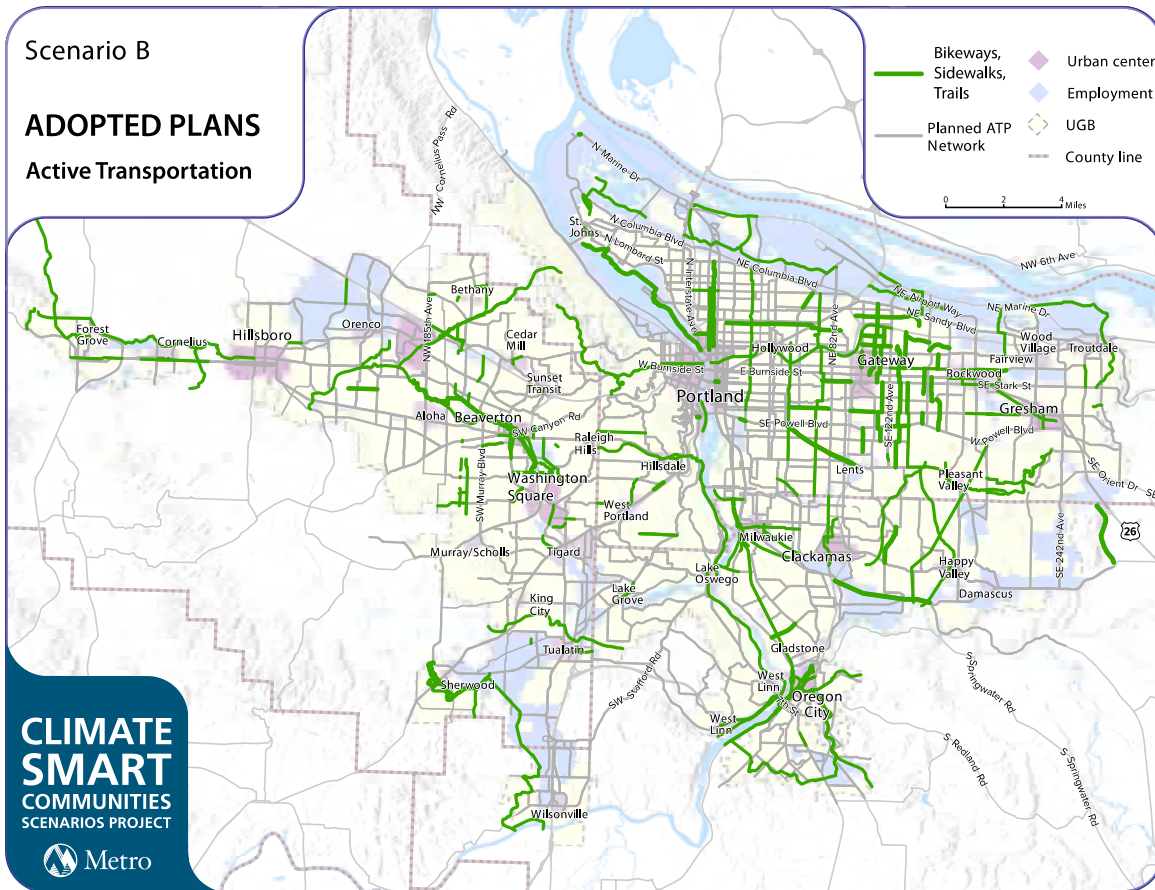 Scenario B
ADOPTED PLANS
Active Transportation
Bikeways,
Sidewalks,
Trails
Planned ATP
Network
Urban center
Employment
UGB
County line
0 2 4 Miles
NW Cornelius Pass Rd
N Marine Dr
St.
Johns
N Columbia Blvd
N Lombard St
N Interstate Ave
NE Columbia Blvd
NW 6th Ave
NE Airport Way
NE Marine Dr
NE Sandy Blvd
Bethany
NW 185th Ave
Orenco
Hillsboro
Forest
Grove
Cornelius
Cedar
Mill
Sunset
Transit
W Burnside St
E Burnside St
Hollywood
NE 82nd Ave
Gateway
Wood
Village
Fairview
Troutdale
Rockwood
SE Stark St
Portland
Gresham
Aloha
Beaverton
SW Canyon Rd
SE Powell Blvd
SE 122nd Ave
W Powell Blvd
Raleigh
Hills
Hillsdale
Lents
Pleasant
Valley
SE Orient Dr
SE
SW Murray Blvd
Washington
Square
West
Portland
26
Murray/Scholls
Tigard
Milwaukie
Clackamas
Lake
Oswego
Happy
Valley
SE 242nd Ave
Damascus
Lake
Grove
King
City
Tualatin
Gladstone
Sherwood
SW Stafford Rd
West
Linn
Oregon
City
7th St
West
Linn
S Springwater Rd
S Redland Rd
S Springwater Rd
Wilsonville
CLIMATE
SMART
COMMUNITIES
SCENARIOS PROJECT
Metro